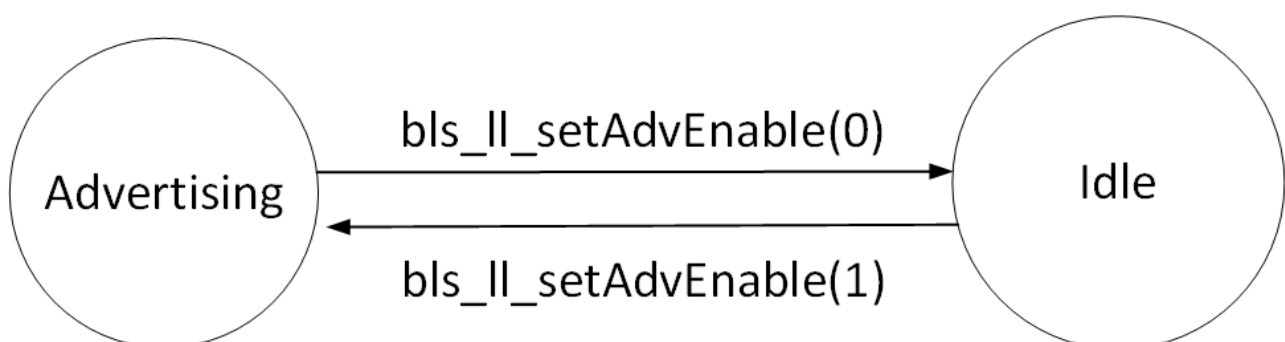 bls_ll_setAdvEnable(0)
Advertising
Idle
bls_ll_setAdvEnable(1)